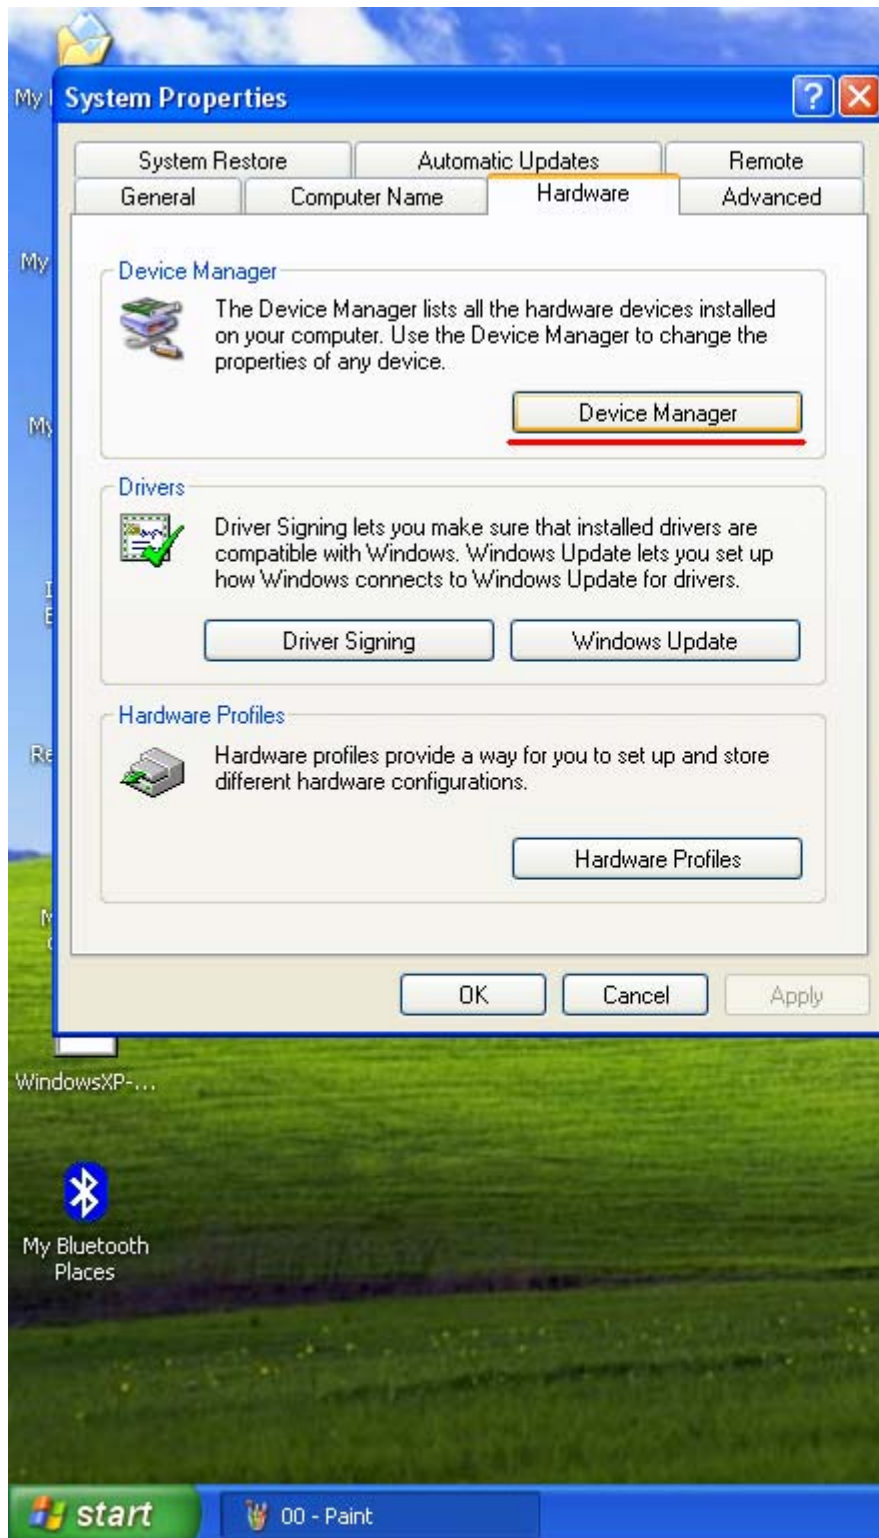 My
System Properties
System Restore
Automatic Updates
Remote
General
Computer Name
Hardware
Advanced
My
Device Manager
The Device Manager lists all the hardware devices installed
on your computer. Use the Device Manager to change the
properties of any device.
Device Manager
My
Drivers
Driver Signing lets you make sure that installed drivers are
compatible with Windows. Windows Update lets you set up
how Windows connects to Windows Update for drivers.
Driver Signing
Windows Update
Hardware Profiles
Re
Hardware profiles provide a way for you to set up and store
different hardware configurations.
Hardware Profiles
OK
Cancel
Apply
WindowsXP-...
My Bluetooth
Places
start
00 - Paint